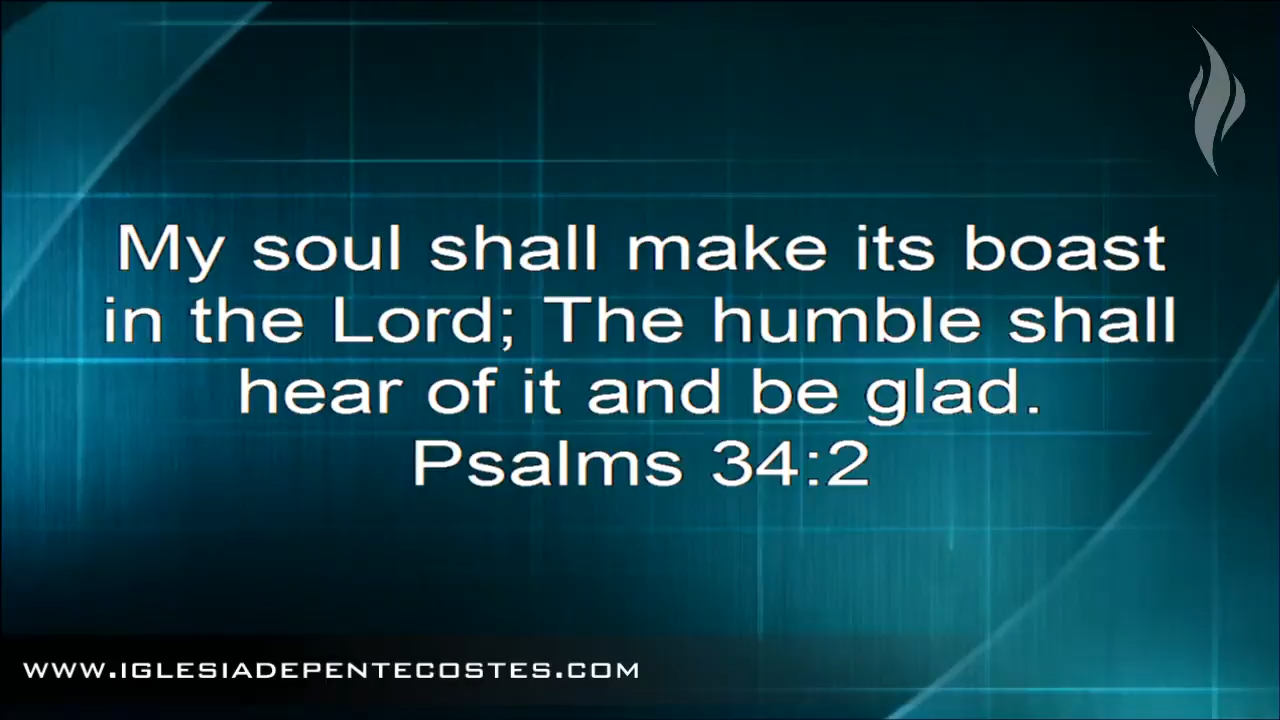 My soul shall make its boast
in the Lord; The humble shall
hear of it and be glad.
Psalms 34:2
WWW.IGLESIADEPENTECOSTES.COM